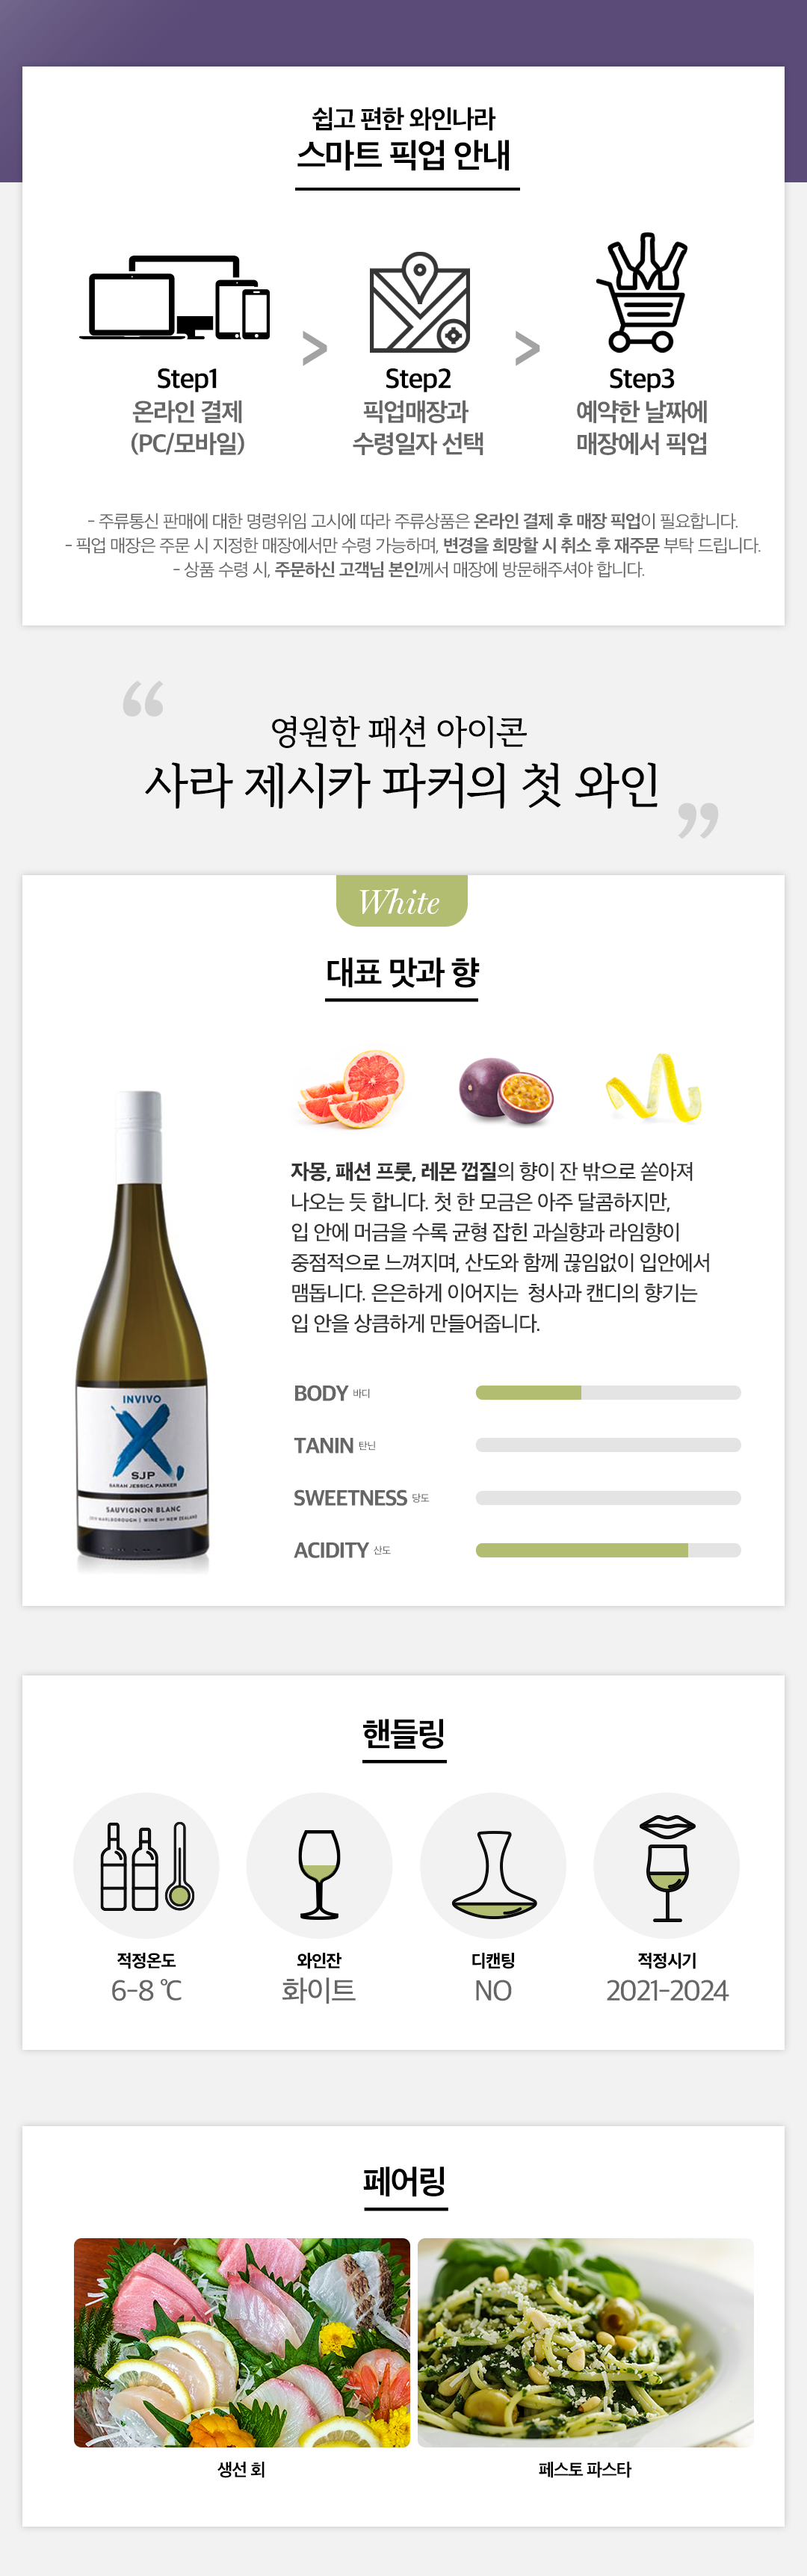 쉽고 편한 와인나라
스마트 픽업 안내
>
>
Step1
온라인 결제
(PC/모바일)
Step2
픽업매장과
수령일자 선택
Step3
예약한 날짜에
매장에서 픽업
- 주류통신 판매에 대한 명령위임 고시에 따라 주류상품은 온라인 결제 후 매장 픽업이 필요합니다.
- 픽업 매장은 주문 시 지정한 매장에서만 수령 가능하며, 변경을 희망할 시 취소 후 재주문 부탁 드립니다.
- 상품 수령 시, 주문하신 고객님 본인께서 매장에 방문해주셔야 합니다.
“
영원한 패션 아이콘
사라 제시카 파커의 첫 와인
”
White
대표 맛과 향
자몽, 패션 프룻, 레몬 껍질의 향이 잔 밖으로 쏟아져
나오는 듯 합니다. 첫 한 모금은 아주 달콤하지만,
입 안에 머금을 수록 균형 잡힌 과실향과 라임향이
중점적으로 느껴지며, 산도와 함께 끊임없이 입안에서
맴돕니다. 은은하게 이어지는 청사과 캔디의 향기는
입 안을 상큼하게 만들어줍니다.
INVIVO
X
SJP
SARAH JESSICA PARKER
SAUVIGNON BLANC
2019 MARLBOROUGH | WINE OF NEW ZEALAND
BODY 바디
TANIN 탄닌
SWEETNESS 당도
ACIDITY 산도
핸들링
적정온도
6-8 ℃
와인잔
화이트
디캔팅
NO
적정시기
2021-2024
페어링
생선 회
페스토 파스타